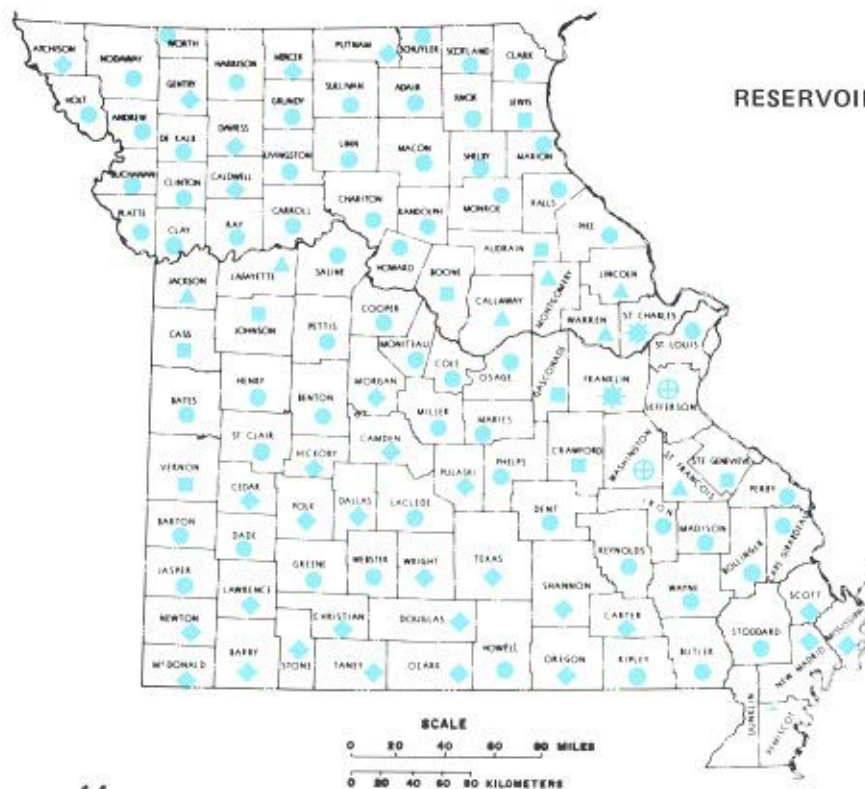 RESERVOIR
ATCHISON
NODAWAY
WORTH
HARRISON
MERCER
PUTNAM
SCHUYLER
SCOTLAND
CLARK
HOLT
GENTRY
SULLIVAN
ADAIR
KNOX
LEWIS
ANDREW
GRUNDY
DE KALB
DAVIESS
LINN
MACON
SHELBY
MARION
LIVINGSTON
BUCHANAN
CLINTON
CALDWELL
CHARITON
RANDOLPH
MONROE
RALLS
PLATTE
CLAY
RAY
CARROLL
PIKE
AUDRAIN
JACKSON
LAFAYETTE
SALINE
HOWARD
BOONE
CALLAWAY
MONTGOMERY
LINCOLN
WARREN
ST. CHARLES
ST. LOUIS
CASS
JOHNSON
PETTIS
COOPER
MONITEAU
COLE
OSAGE
GASCONADE
FRANKLIN
JEFFERSON
BATES
HENRY
BENTON
MORGAN
MILLER
MARIES
ST CLAIR
HICKORY
CAMDEN
PULASKI
PHELPS
CRAWFORD
WASHINGTON
ST. FRANCOIS
STE. GENEVIEVE
VERNON
CEDAR
POLK
DALLAS
LACLEDE
DENT
IRON
MADISON
PERRY
BARTON
DADE
GREENE
WEBSTER
WRIGHT
TEXAS
REYNOLDS
BOLLINGER
CAPE GIRARDEAU
JASPER
LAWRENCE
SHANNON
WAYNE
SCOTT
NEWTON
CHRISTIAN
DOUGLAS
CARTER
STODDARD
MISSISSIPPI
McDONALD
BARRY
STONE
TANEY
OZARK
HOWELL
OREGON
RIPLEY
BUTLER
NEW MADRID
DUNKLIN
PEMISCOT
SCALE
0 20 40 60 80 MILES
0 20 40 60 80 KILOMETERS